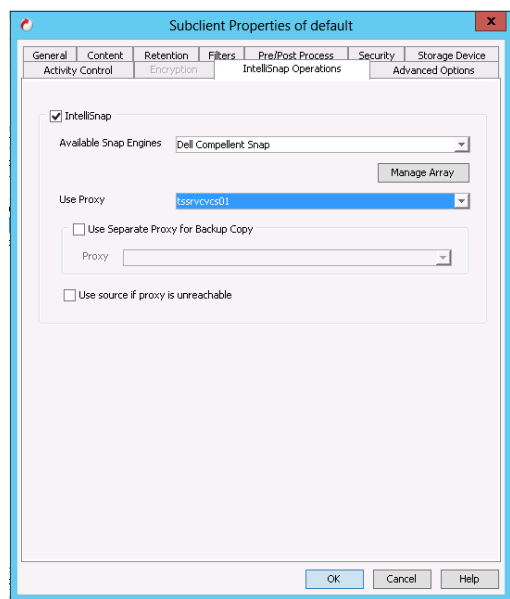 Subclient Properties of default
x
General Content Retention Filters Pre/Post Process Security Storage Device
Activity Control Encryption IntelliSnap Operations Advanced Options
IntelliSnap
Available Snap Engines Dell Compellent Snap
Manage Array
Use Proxy tssrvcvcs01
Use Separate Proxy for Backup Copy
Proxy
Use source if proxy is unreachable
OK Cancel Help